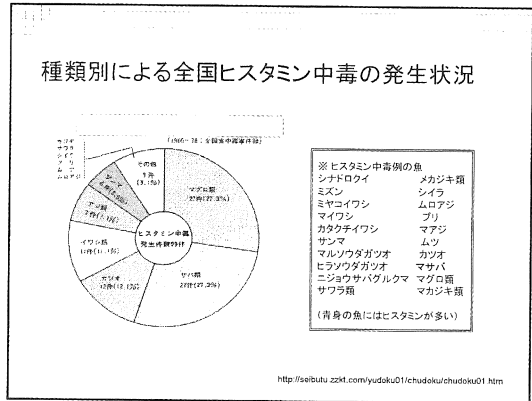 種類別による全国ヒスタミン中毒の発生状況
その他
マグロ類
サバ類
カツオ
イワシ類
ヒスタミン中毒
※ ヒスタミン中毒例の魚
シナドロクイ メカジキ類
ミズン シイラ
ミヤコイワシ ムロアジ
マイワシ ブリ
カタクチイワシ マアジ
サンマ ムツ
マルソウダガツオ カツオ
ヒラソウダガツオ マサバ
ニジョウサバグルクマ マグロ類
サワラ類 マカジキ類
(青身の魚にはヒスタミンが多い)
http://seibutu.zzkt.com/yudoku01/chudoku/chudoku01.htm